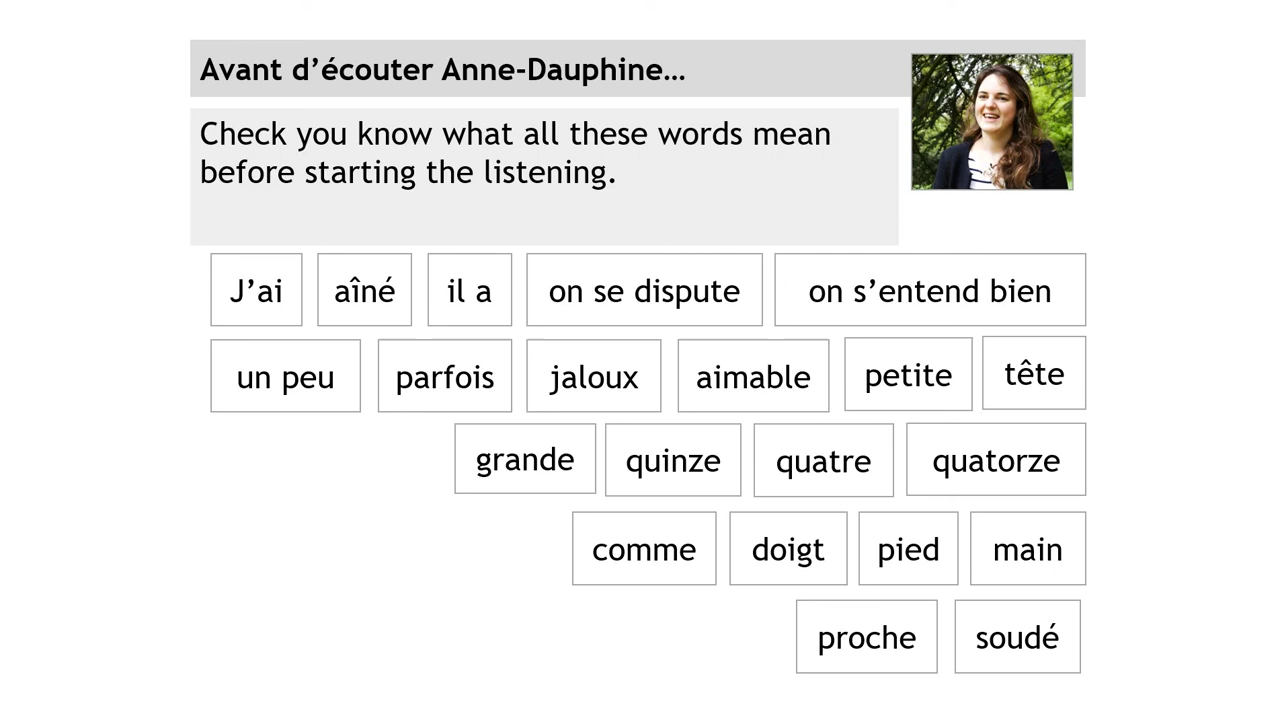 Avant d’écouter Anne-Dauphine…
Check you know what all these words mean
before starting the listening.
J’ai aîné il a on se dispute on s’entend bien
un peu parfois jaloux aimable petite tête
grande quinze quatre quatorze
comme doigt pied main
proche soudé